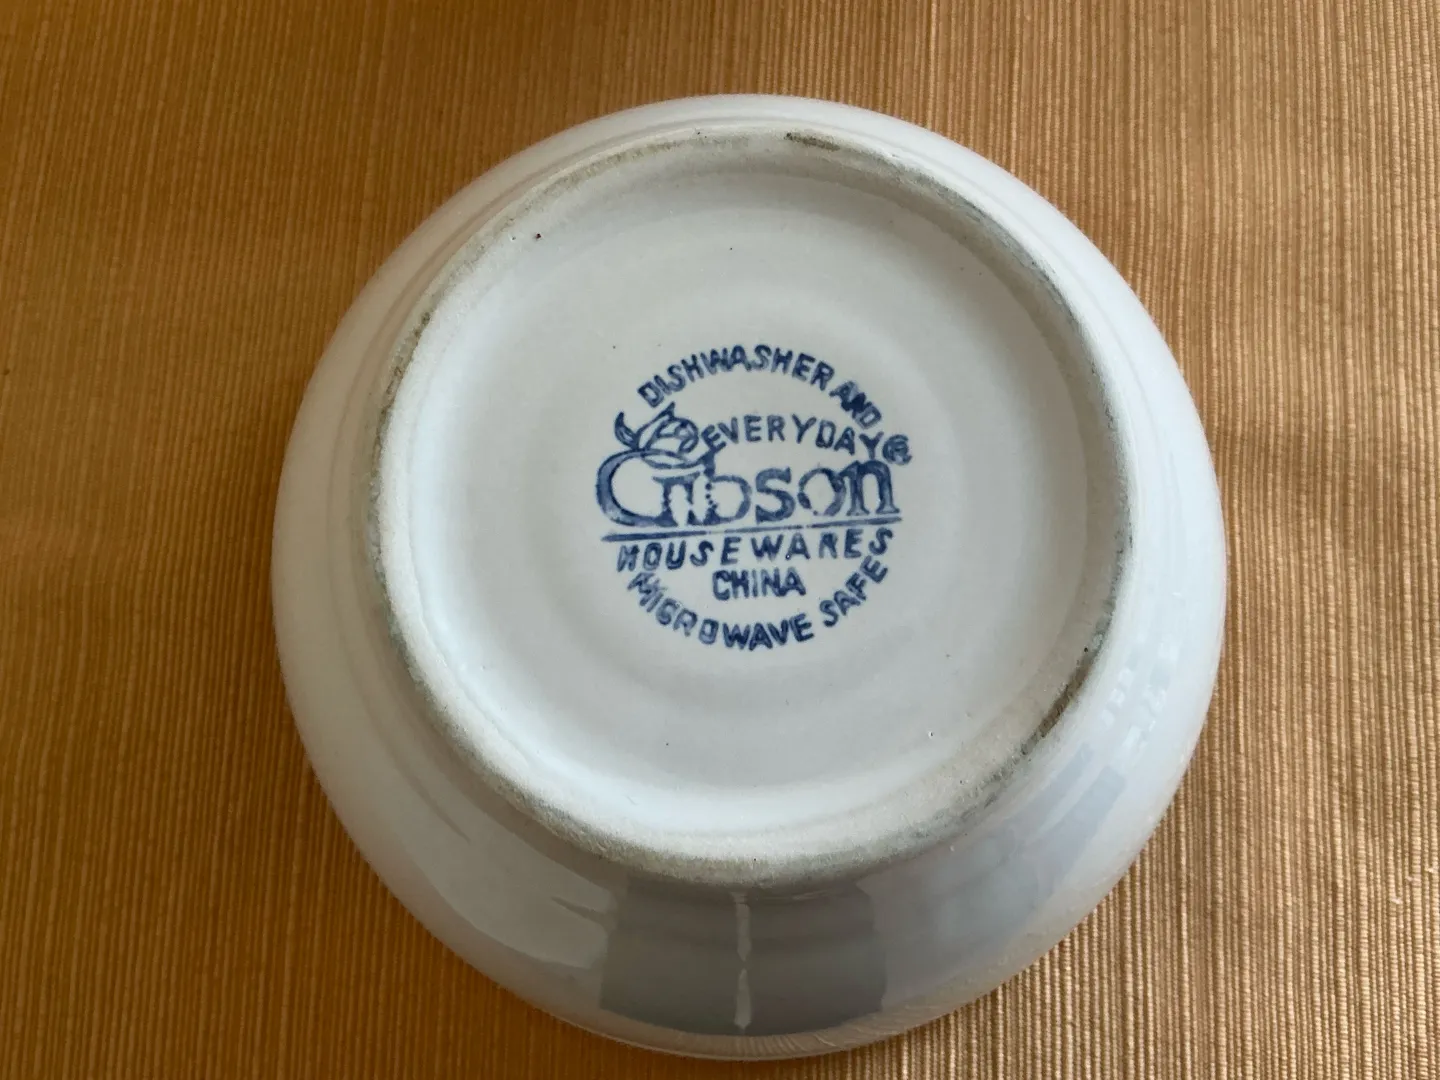 DISHWASHER AND
EVERYDAY®
Gibson
HOUSEWARES
CHINA
MICROWAVE SAFE